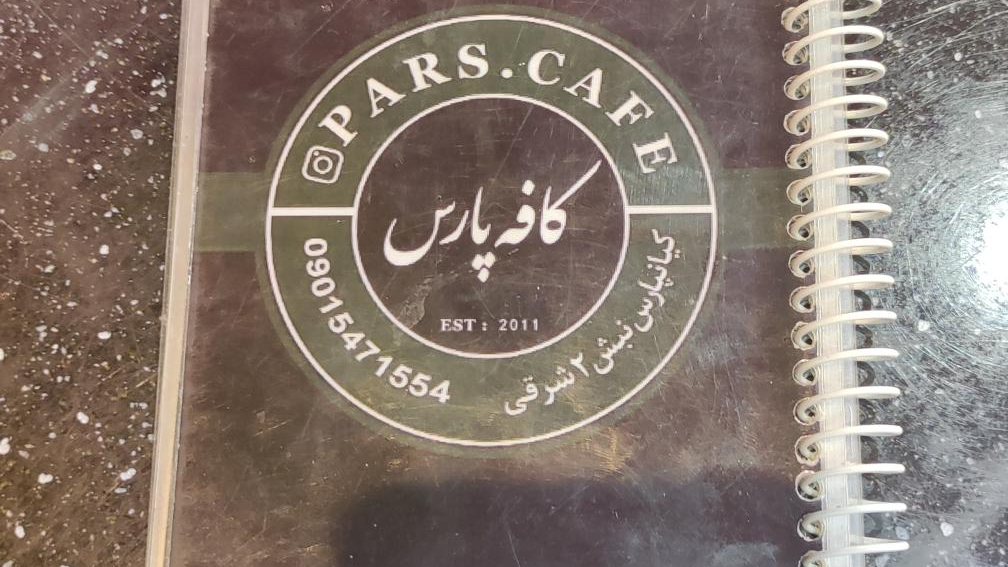 PARS.CAFE
کافه پارس
EST : 2011
09015471554
کیانپارس نبش ۲ شرقی